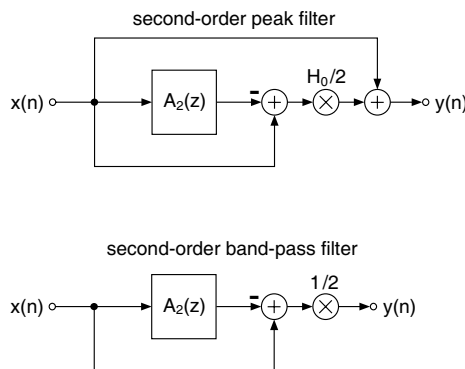 second-order peak filter
H₀/2
x(n) A₂(z) - + × + y(n)
second-order band-pass filter
1/2
x(n) A₂(z) - + × y(n)